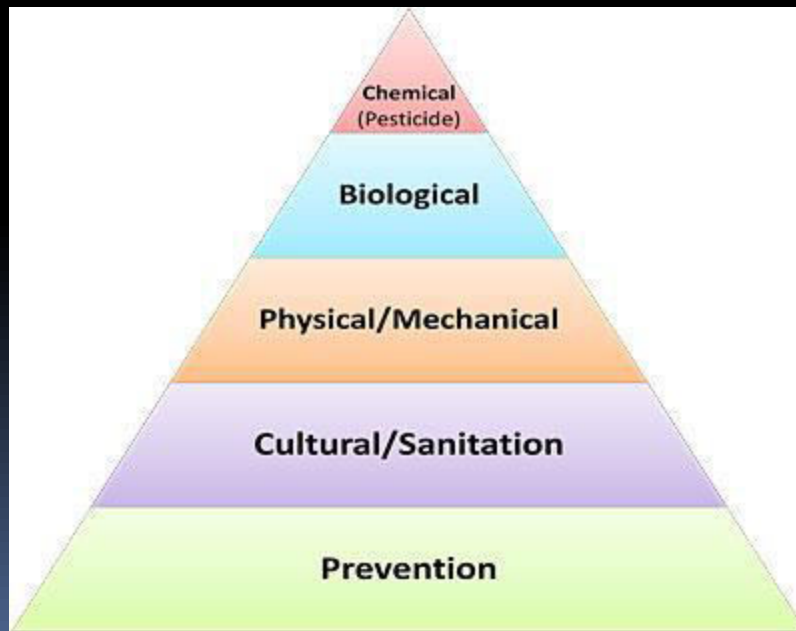 Chemical
(Pesticide)
Biological
Physical/Mechanical
Cultural/Sanitation
Prevention